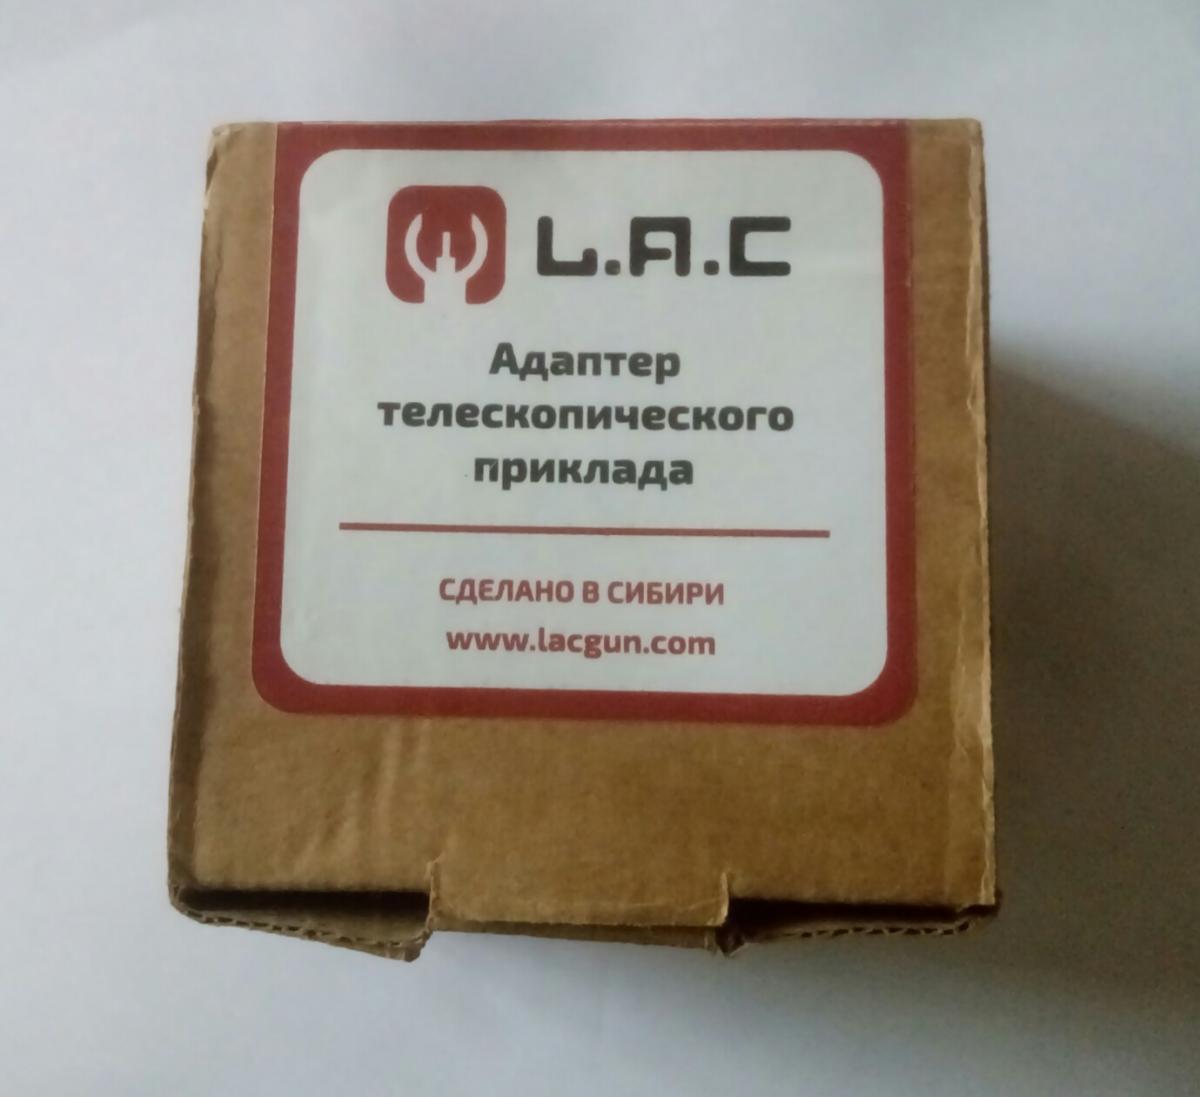 L.A.C
Адаптер
телескопического
приклада
СДЕЛАНО В СИБИРИ
www.lacgun.com